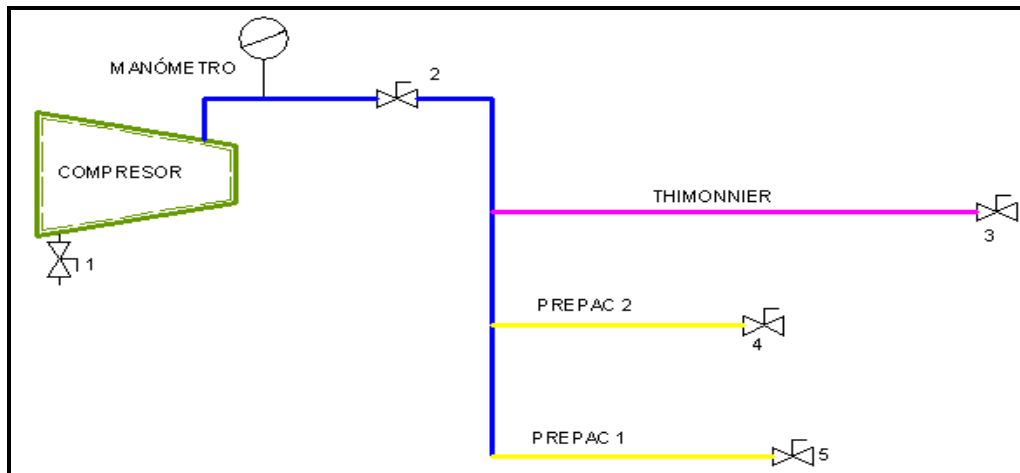 MANÓMETRO
2
COMPRESOR
1
THIMONNIER
3
PREPAC 2
4
PREPAC 1
5